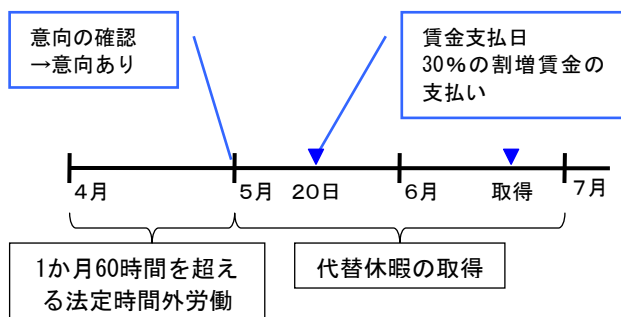 意向の確認
→意向あり
賃金支払日
30％の割増賃金の
支払い
4月
5月
20日
6月
取得
7月
1か月60時間を超え
る法定時間外労働
代替休暇の取得